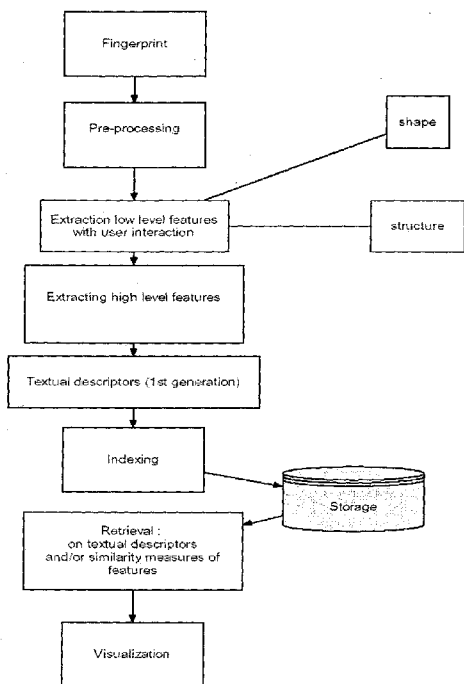 Fingerprint
Pre-processing
shape
Extraction low level features
with user interaction
structure
Extracting high level features
Textual descriptors (1st generation)
Indexing
Storage
Retrieval :
on textual descriptors
and/or similarity measures of
features
Visualization